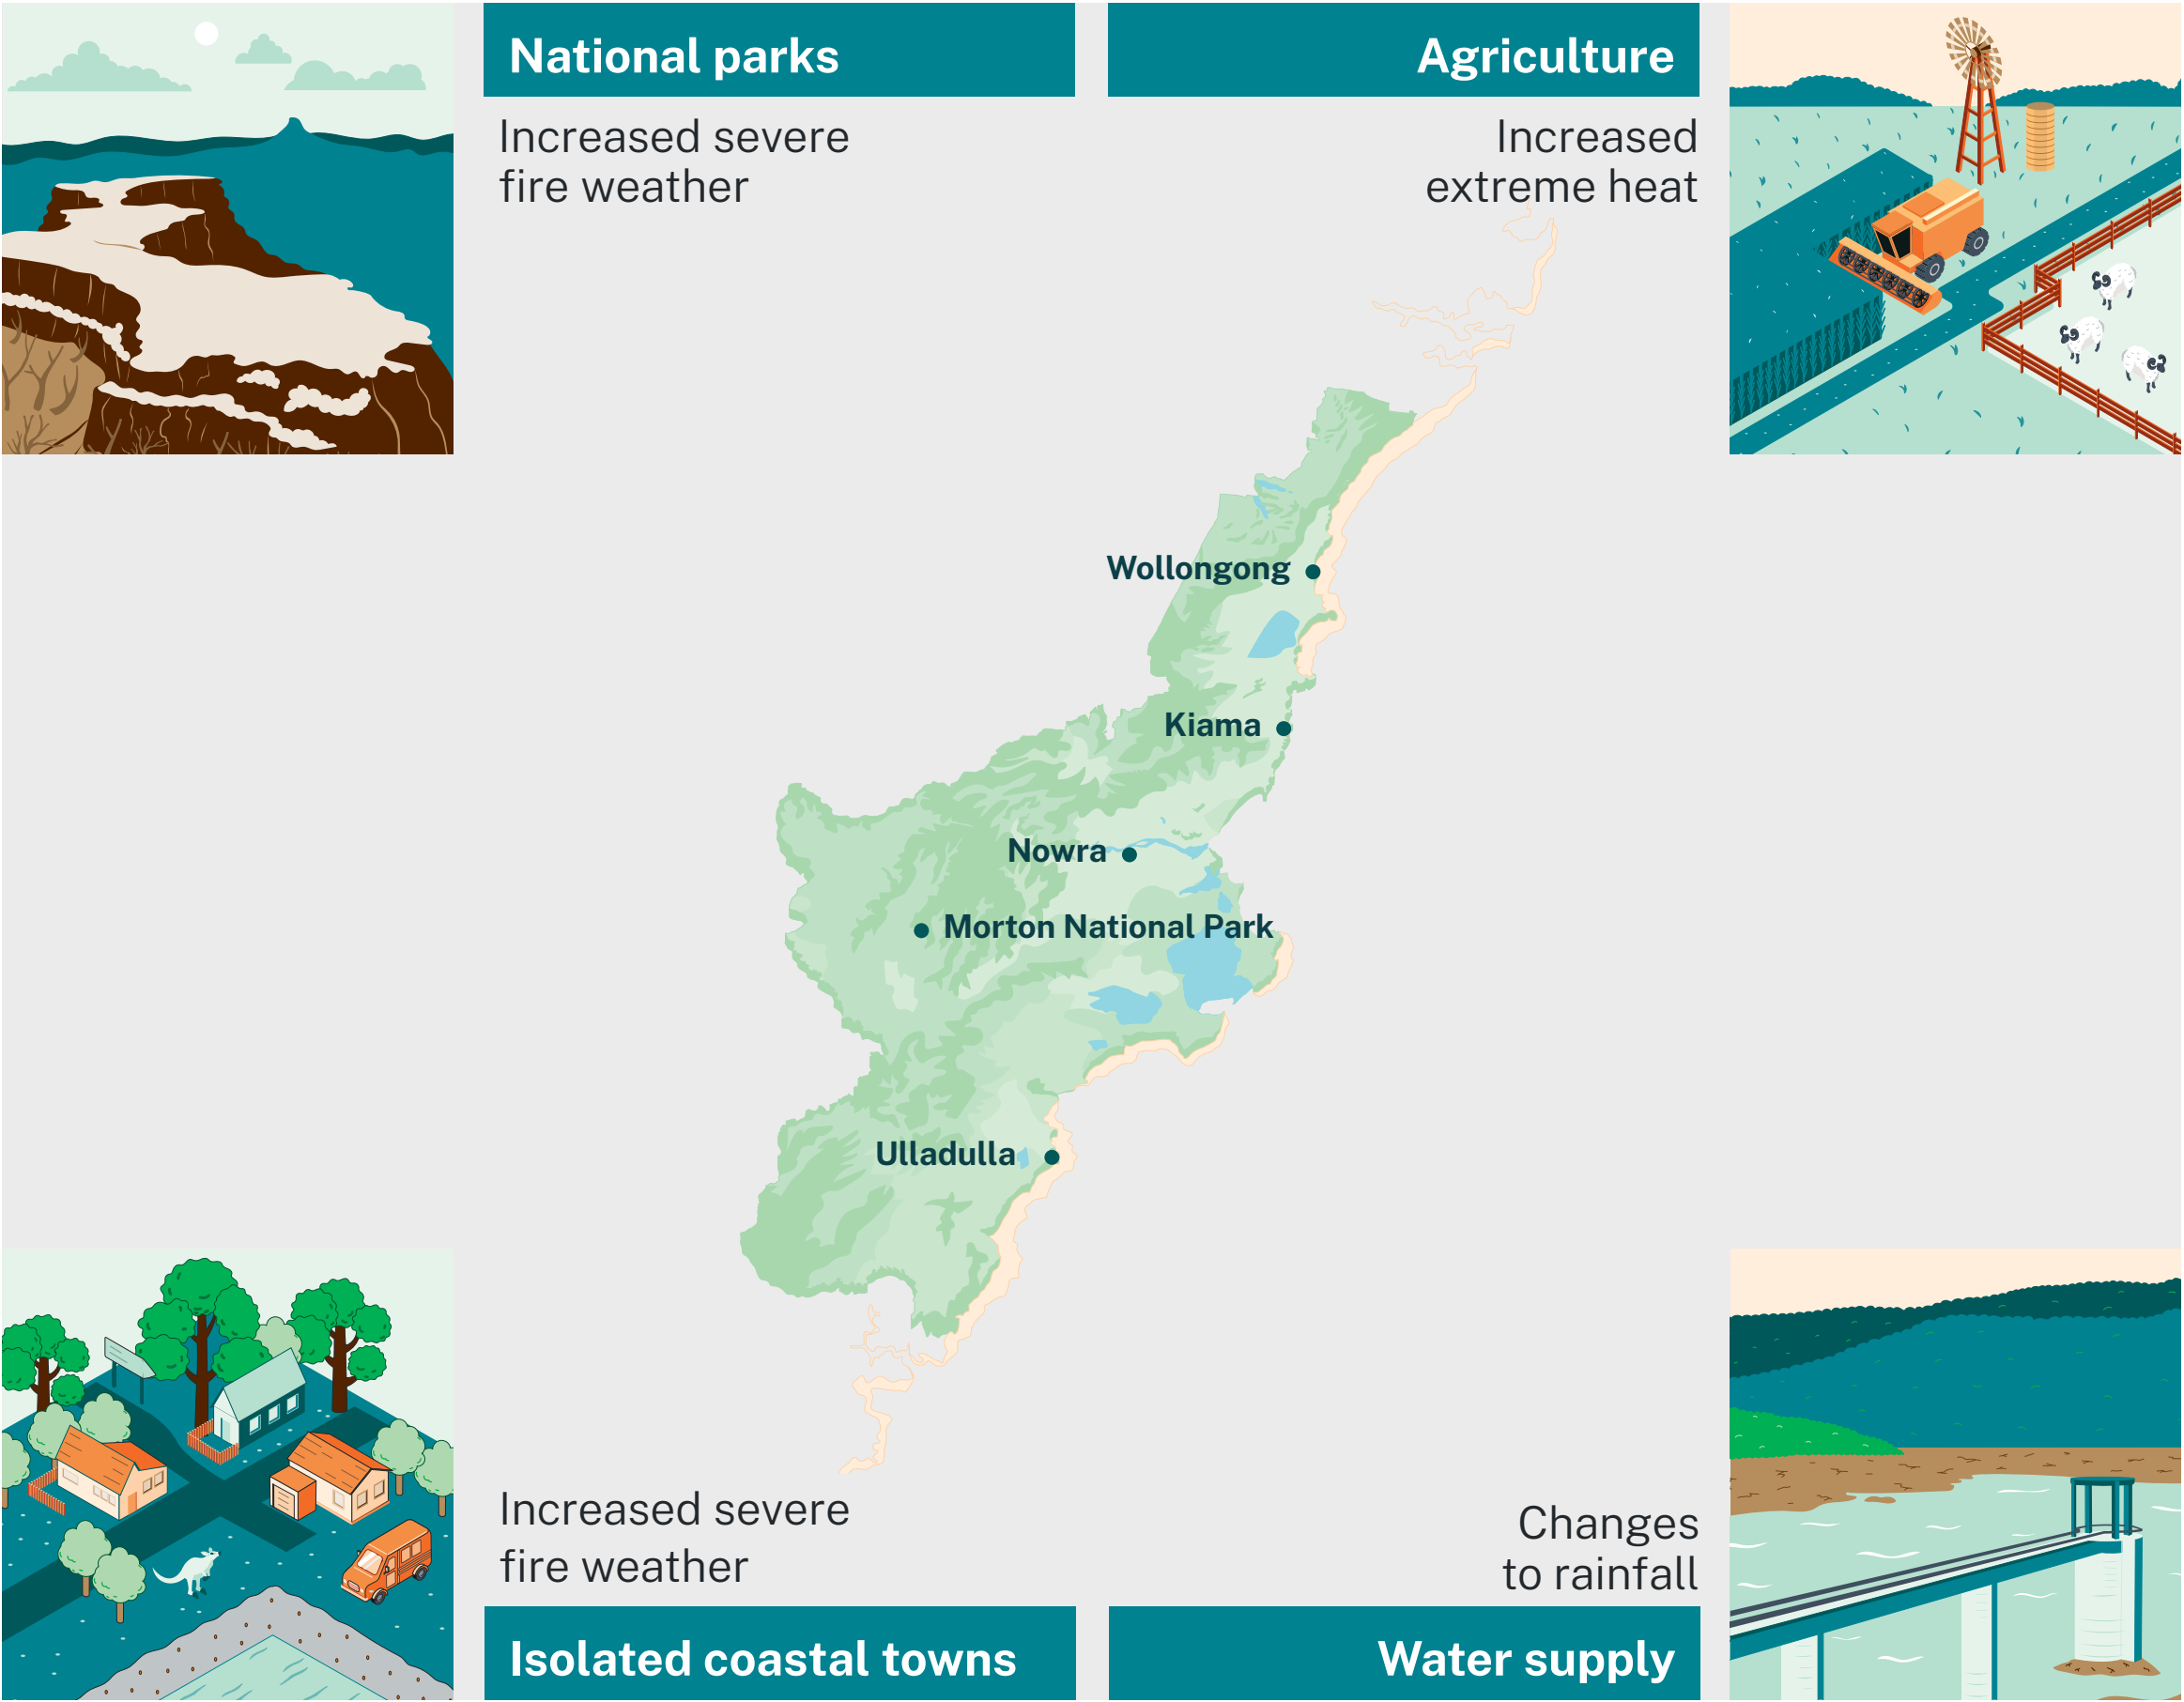 National parks
Increased severe
fire weather
Agriculture
Increased
extreme heat
Wollongong
Kiama
Nowra
Morton National Park
Ulladulla
Increased severe
fire weather
Isolated coastal towns
Changes
to rainfall
Water supply